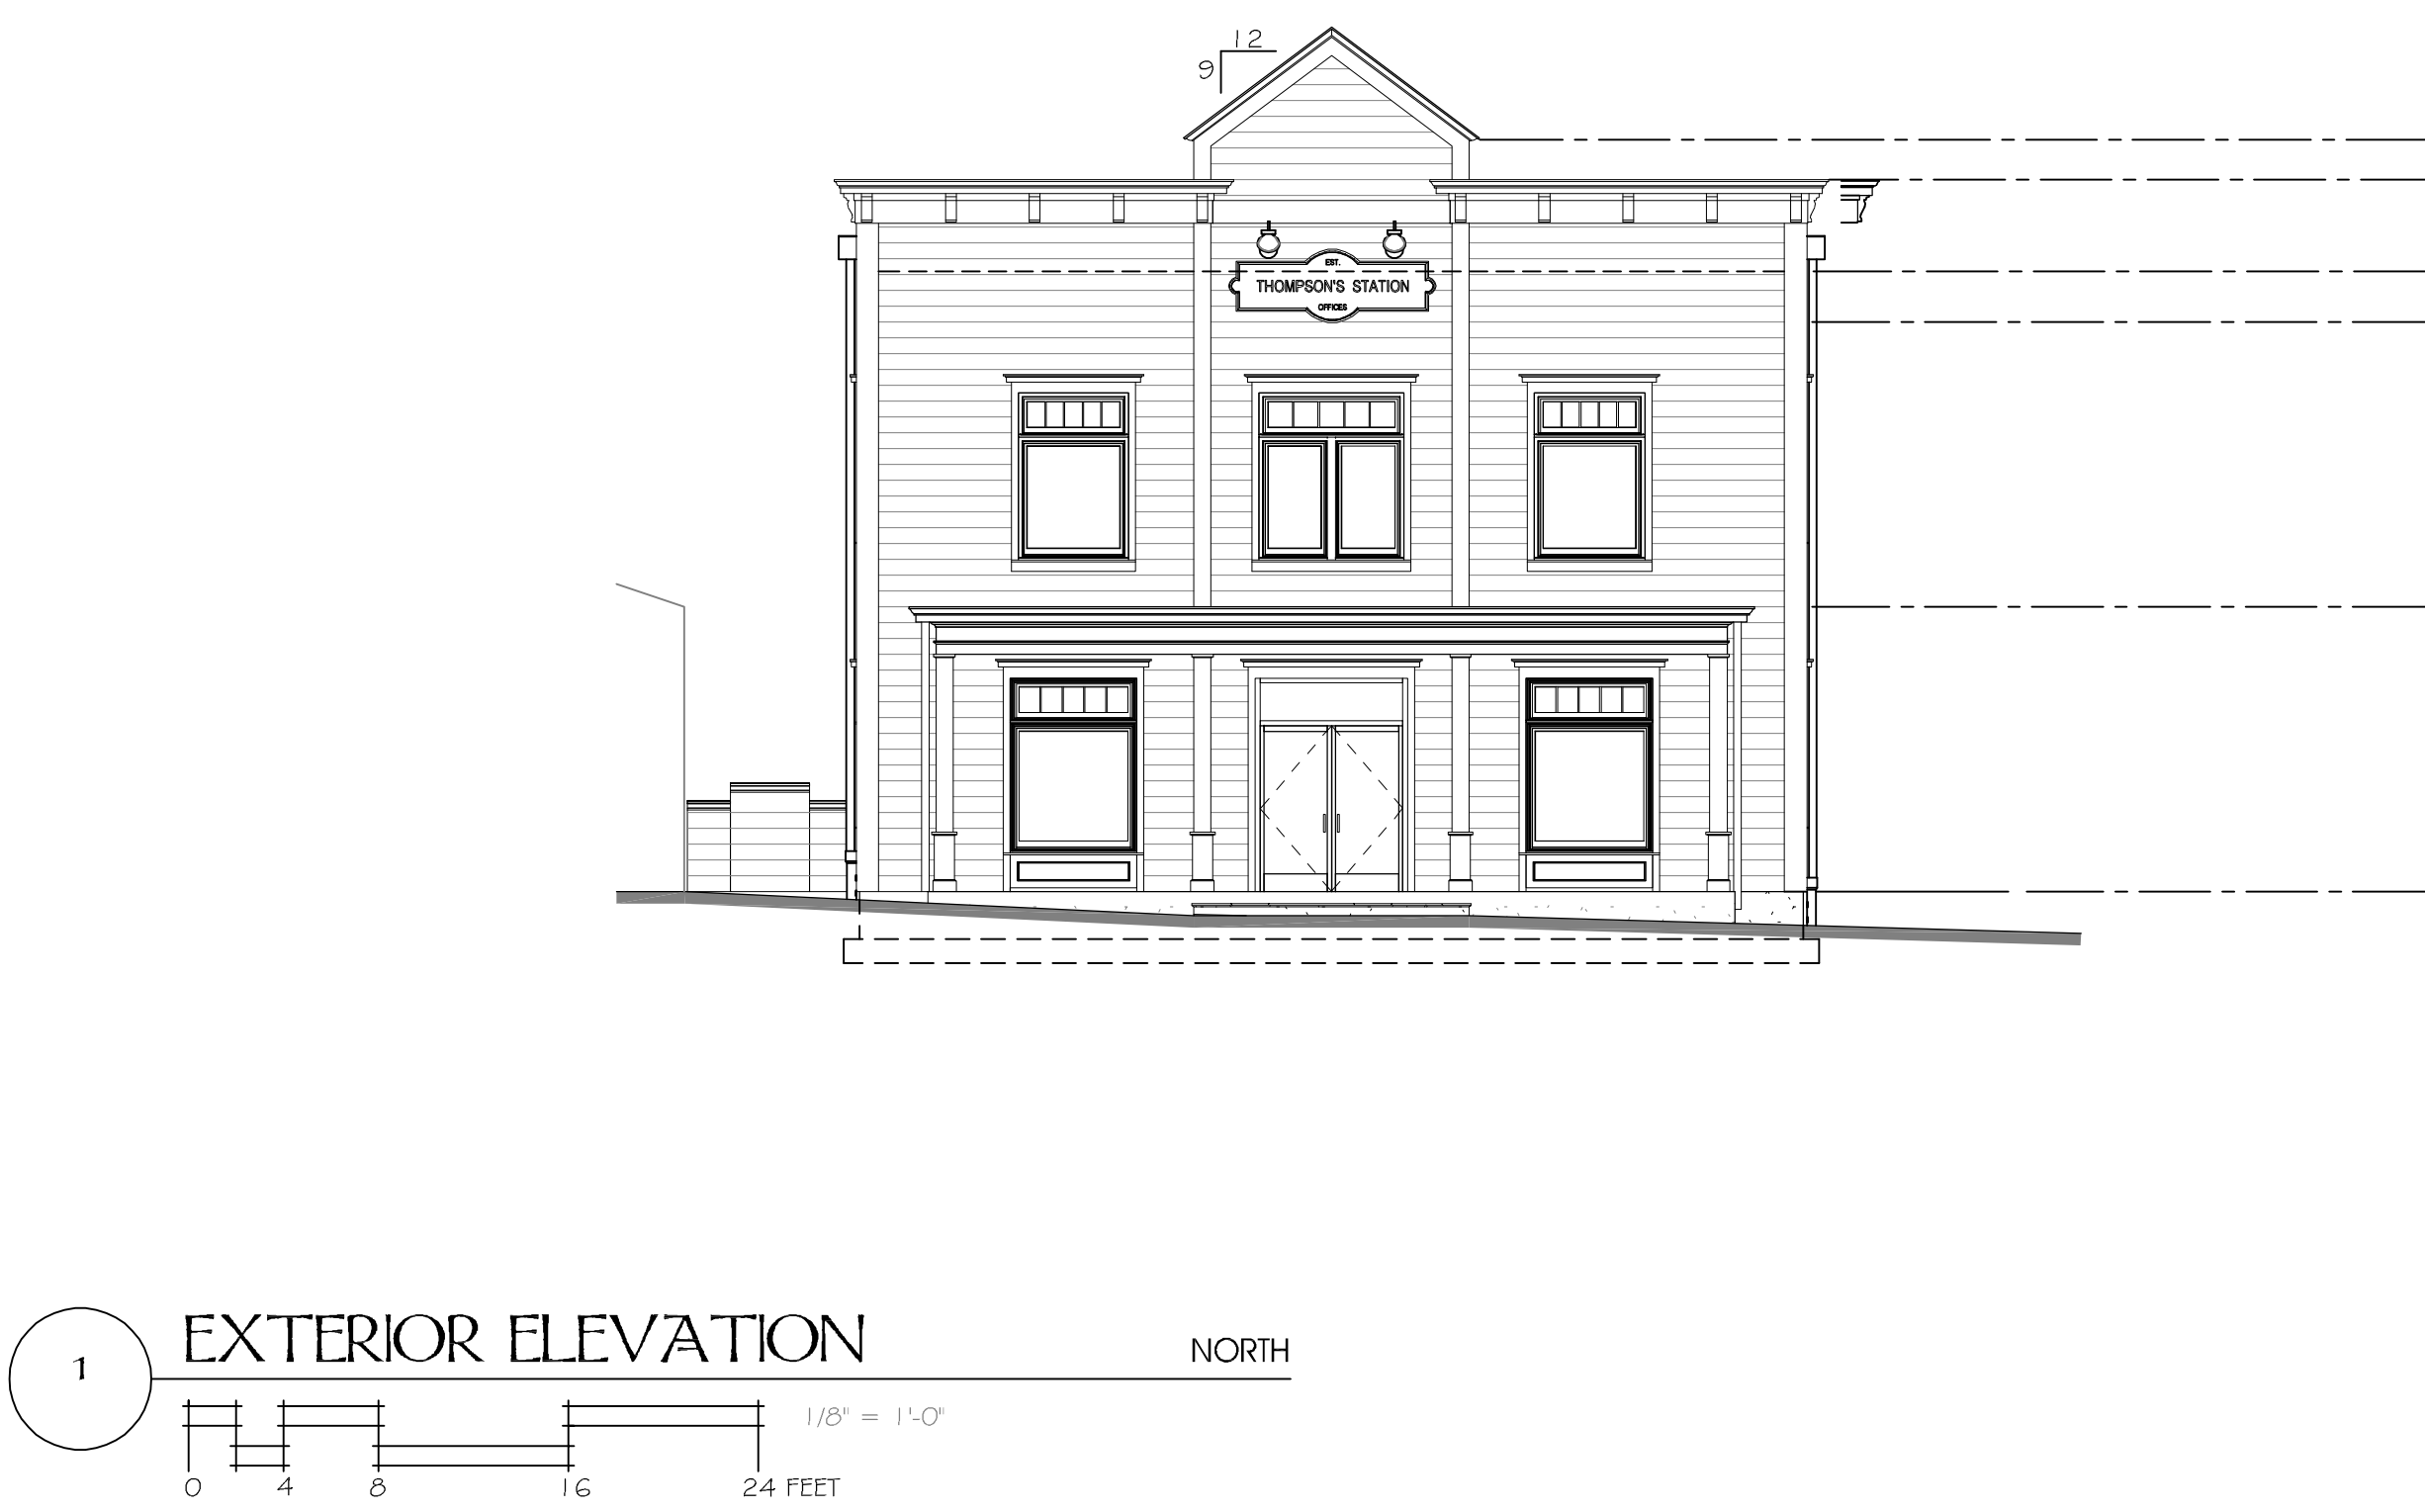 12
9
EST.
THOMPSON'S STATION
OFFICES
1
EXTERIOR ELEVATION
NORTH
1/8" = 1'-0"
0 4 8 16 24 FEET